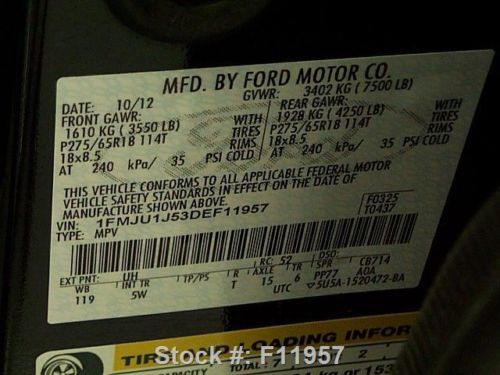 MFD. BY FORD MOTOR CO.
DATE: 10/12 GVWR: 3402 KG ( 7500 LB)
FRONT GAWR: REAR GAWR:
1610 KG ( 3550 LB) WITH 1928 KG ( 4250 LB) WITH
P275/65R18 114T TIRES P275/65R18 114T TIRES
18x8.5 RIMS 18x8.5 RIMS
AT 240 kPa/ 35 PSI COLD AT 240 kPa/ 35 PSI COLD
THIS VEHICLE CONFORMS TO ALL APPLICABLE FEDERAL MOTOR
VEHICLE SAFETY STANDARDS IN EFFECT ON THE DATE OF
MANUFACTURE SHOWN ABOVE.
VIN: 1FMJU1J53DEF11957 F0325
TYPE: MPV T0437
EXT PNT: UH RC: 52 CB714
WB INT TR TP/PS R AXLE TR S PP77 AOA
119 5W T 15 6 UTC 5U5A-1520472-BA
TIRE AND LOADING INFOR
Stock #: F11957